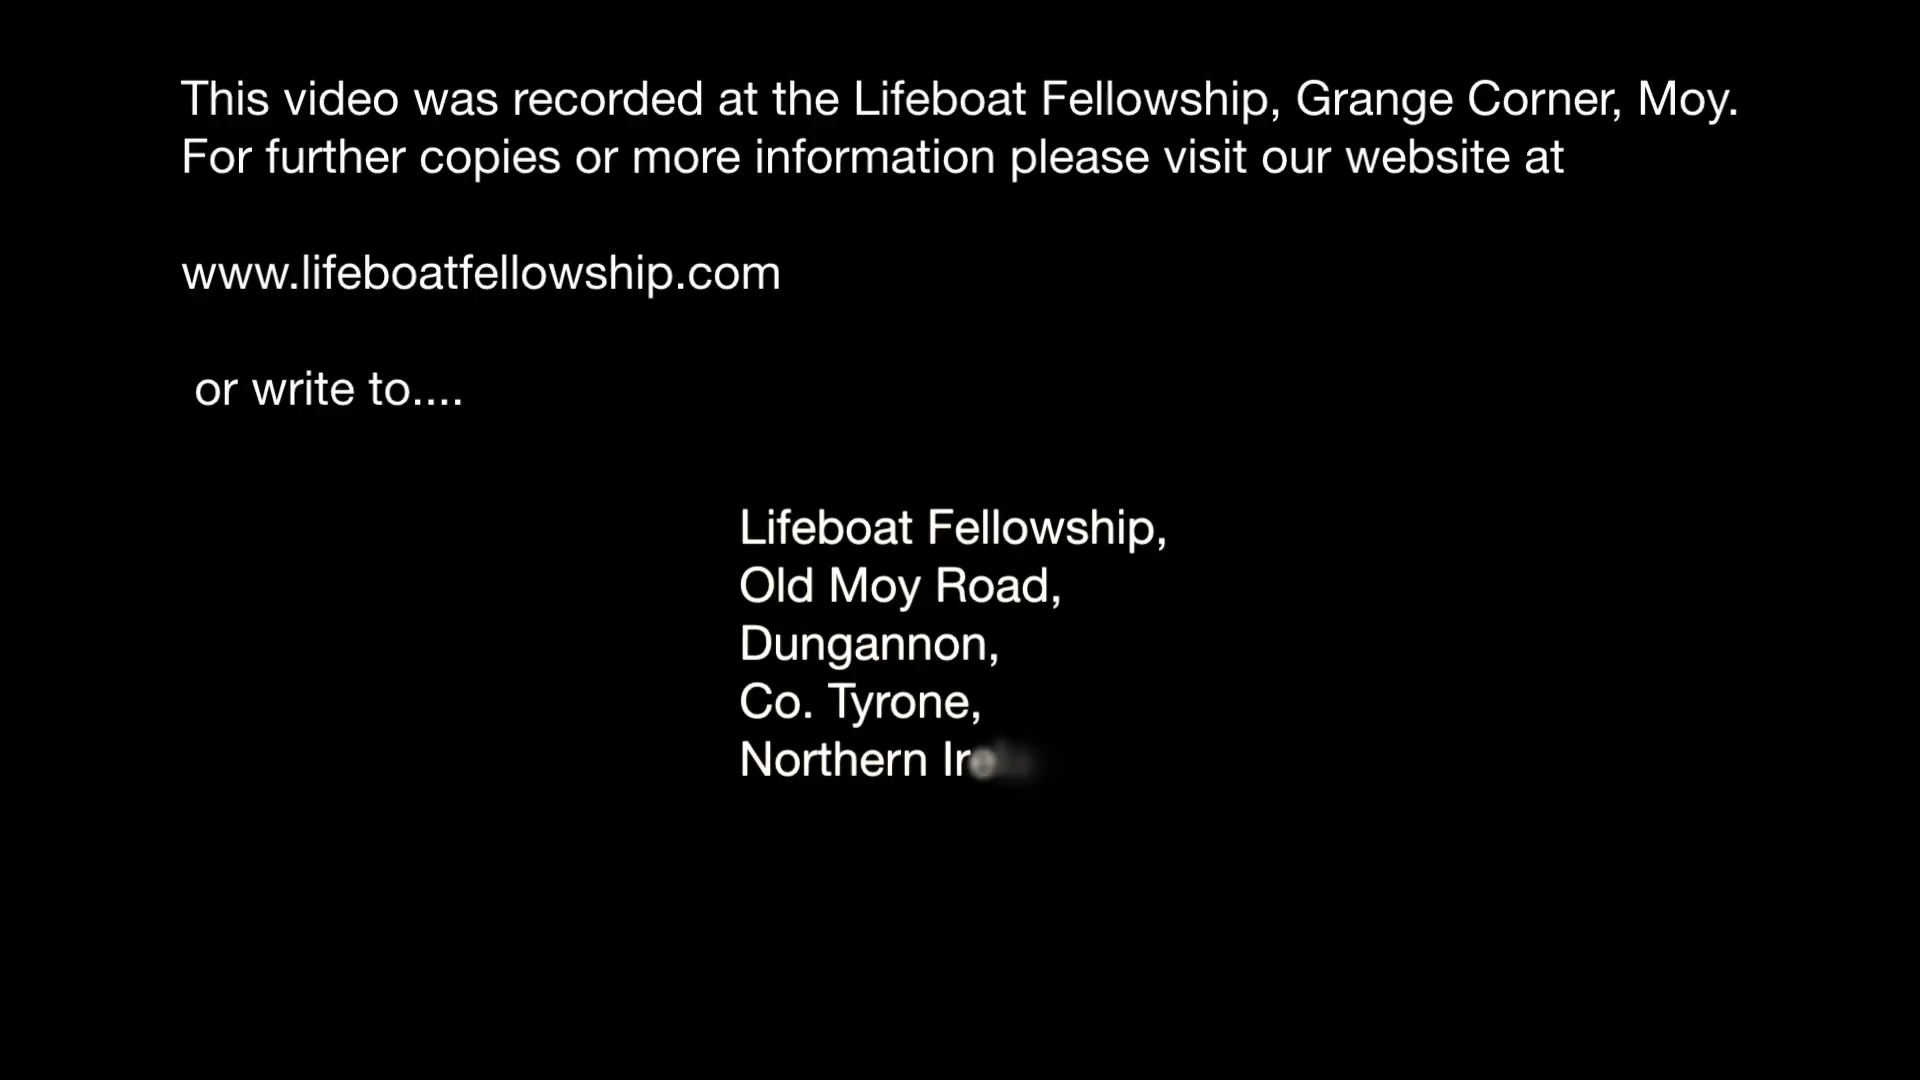 This video was recorded at the Lifeboat Fellowship, Grange Corner, Moy.
For further copies or more information please visit our website at
www.lifeboatfellowship.com
or write to....
Lifeboat Fellowship,
Old Moy Road,
Dungannon,
Co. Tyrone,
Northern